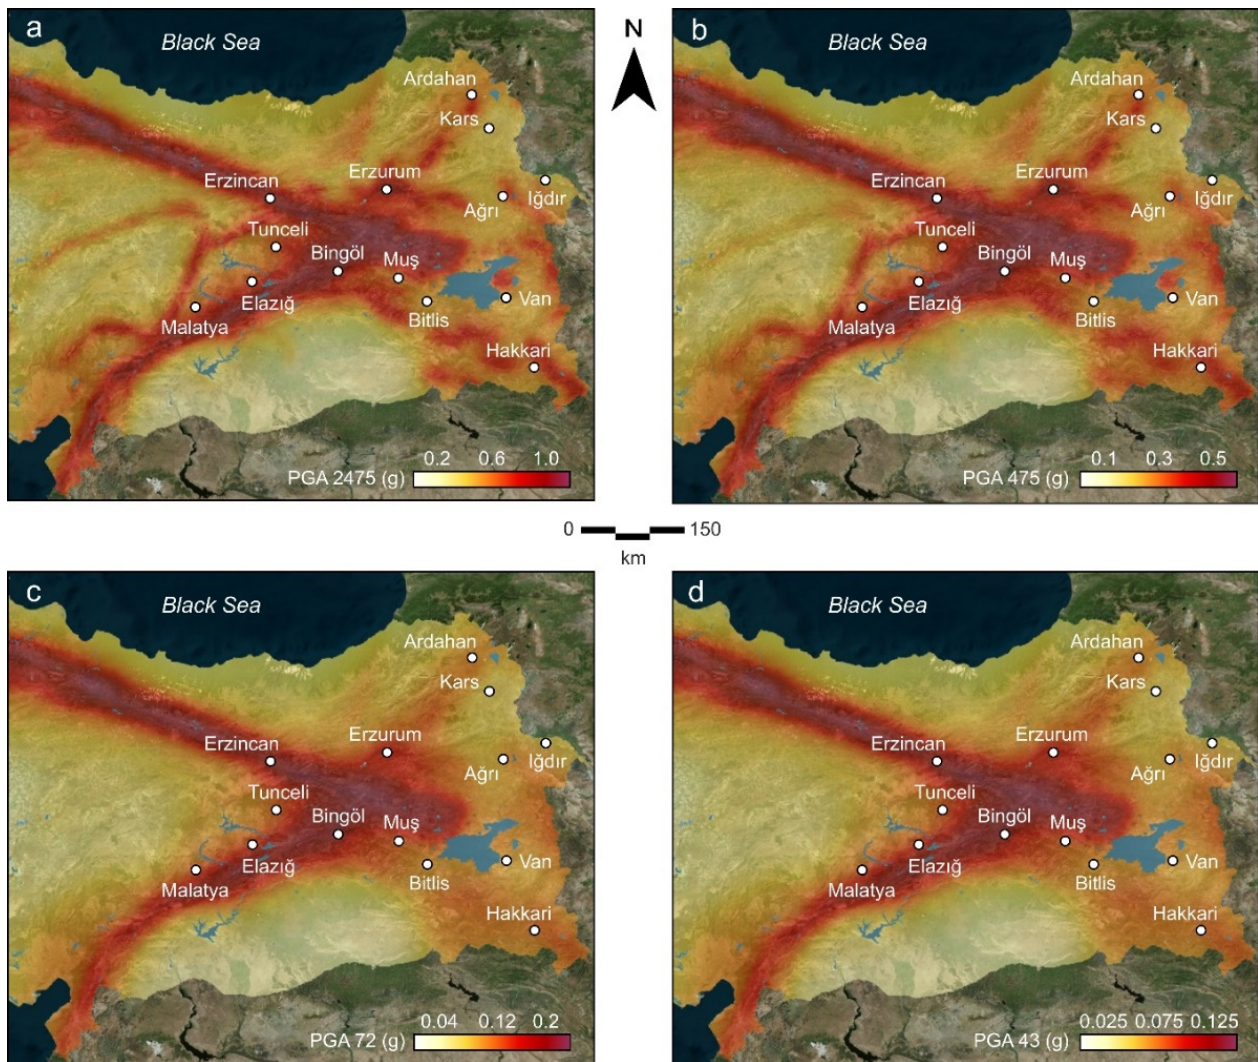 a
Black Sea
Ardahan
Kars
Erzurum
Erzincan
Ağrı
Iğdır
Tunceli
Bingöl
Muş
Elazığ
Van
Malatya
Bitlis
Hakkari
0.2 0.6 1.0
PGA 2475 (g)
N
b
Black Sea
Ardahan
Kars
Erzurum
Erzincan
Ağrı
Iğdır
Tunceli
Bingöl
Muş
Elazığ
Van
Malatya
Bitlis
Hakkari
0.1 0.3 0.5
PGA 475 (g)
0 150
km
c
Black Sea
Ardahan
Kars
Erzurum
Erzincan
Ağrı
Iğdır
Tunceli
Bingöl
Muş
Elazığ
Van
Malatya
Bitlis
Hakkari
0.04 0.12 0.2
PGA 72 (g)
d
Black Sea
Ardahan
Kars
Erzurum
Erzincan
Ağrı
Iğdır
Tunceli
Bingöl
Muş
Elazığ
Van
Malatya
Bitlis
Hakkari
0.025 0.075 0.125
PGA 43 (g)